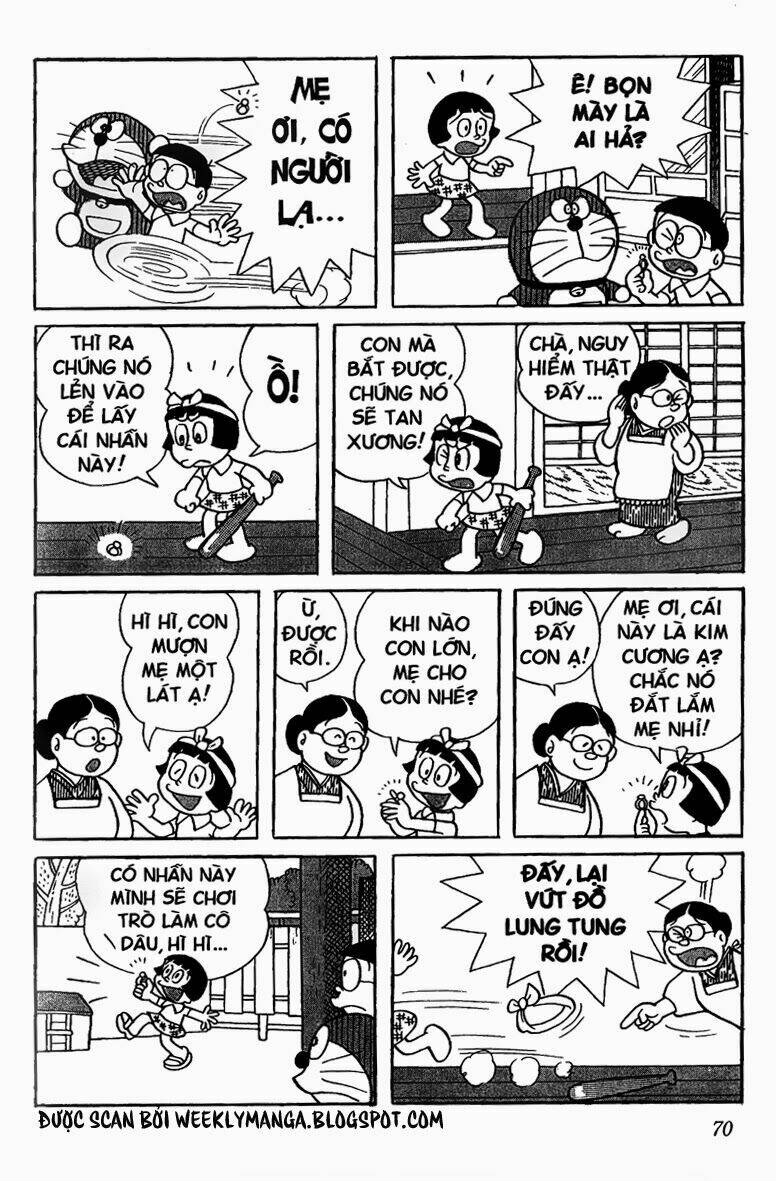 Ê! BỌN
MÀY LÀ
AI HẢ?
MẸ
ƠI, CÓ
NGƯỜI
LẠ...
CHÀ, NGUY
HIỂM THẬT
ĐẤY...
CON MÀ
BẮT ĐƯỢC,
CHÚNG NÓ
SẼ TAN
XƯƠNG!
Ồ!
THÌ RA
CHÚNG NÓ
LẺN VÀO
ĐỂ LẤY
CÁI NHẪN
NÀY!
MẸ ƠI, CÁI
NÀY LÀ KIM
CƯƠNG Ạ?
CHẮC NÓ
ĐẮT LẮM
MẸ NHỈ!
ĐÚNG
ĐẤY
CON Ạ!
KHI NÀO
CON LỚN,
MẸ CHO
CON NHÉ?
Ừ,
ĐƯỢC
RỒI.
HÌ HÌ, CON
MƯỢN
MẸ MỘT
LÁT Ạ!
ĐẤY, LẠI
VỨT ĐỒ
LUNG TUNG
RỒI!
CÓ NHẪN NÀY
MÌNH SẼ CHƠI
TRÒ LÀM CÔ
DÂU, HÌ HÌ...
ĐƯỢC SCAN BỞI WEEKLYMANGA.BLOGSPOT.COM
70